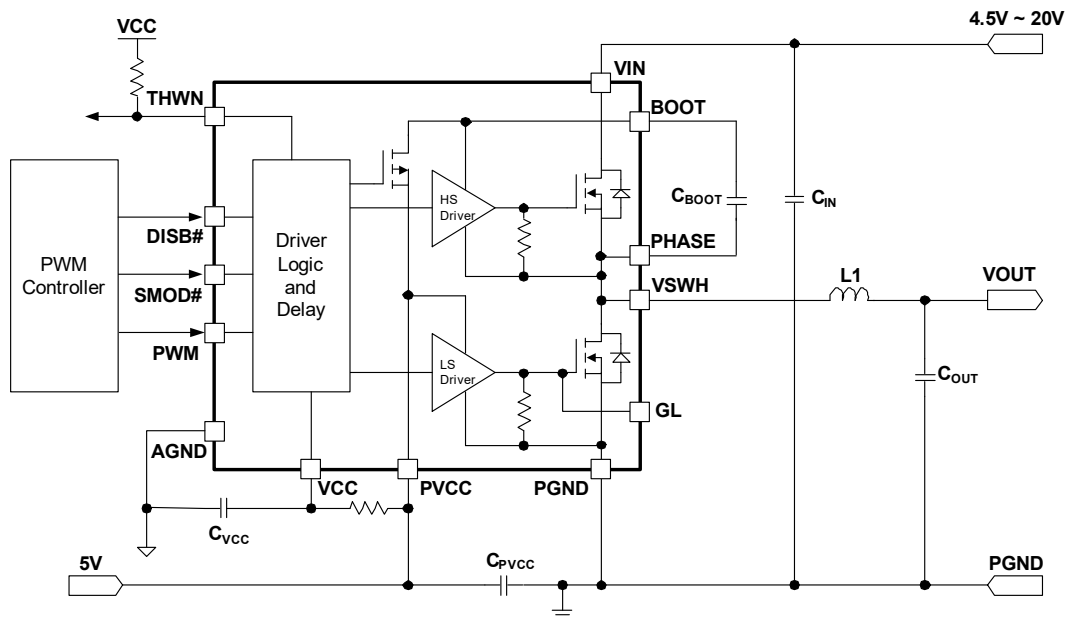 VCC
4.5V ~ 20V
VIN
THWN
BOOT
HS
Driver
CBOOT
CIN
DISB#
PHASE
PWM
Controller
Driver
Logic
and
Delay
SMOD#
VSWH
L1
VOUT
PWM
LS
Driver
COUT
GL
AGND
VCC
PVCC
PGND
CVCC
5V
CPVCC
PGND